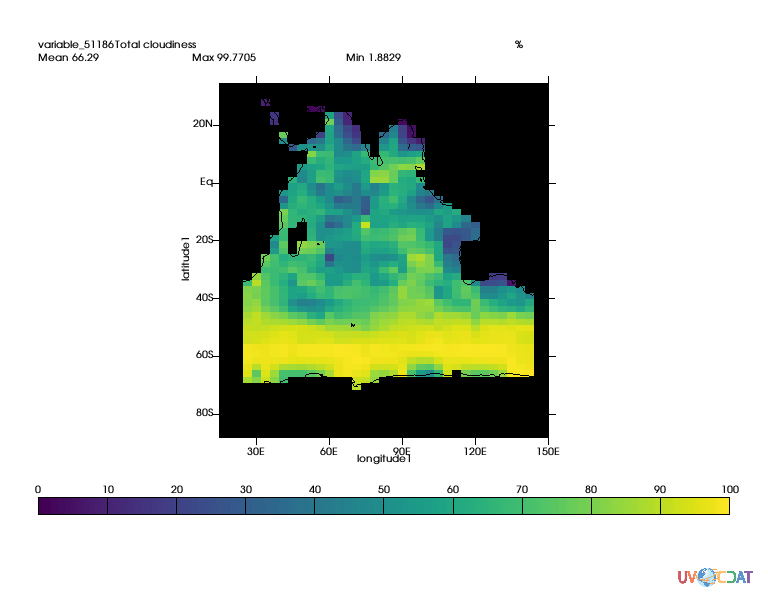 variable_51186Total cloudiness %
Mean 66.29 Max 99.7705 Min 1.8829
20N
Eq
20S
40S
60S
80S
latitude1
30E 60E 90E 120E 150E
longitude1
0 10 20 30 40 50 60 70 80 90 100
UV CDAT